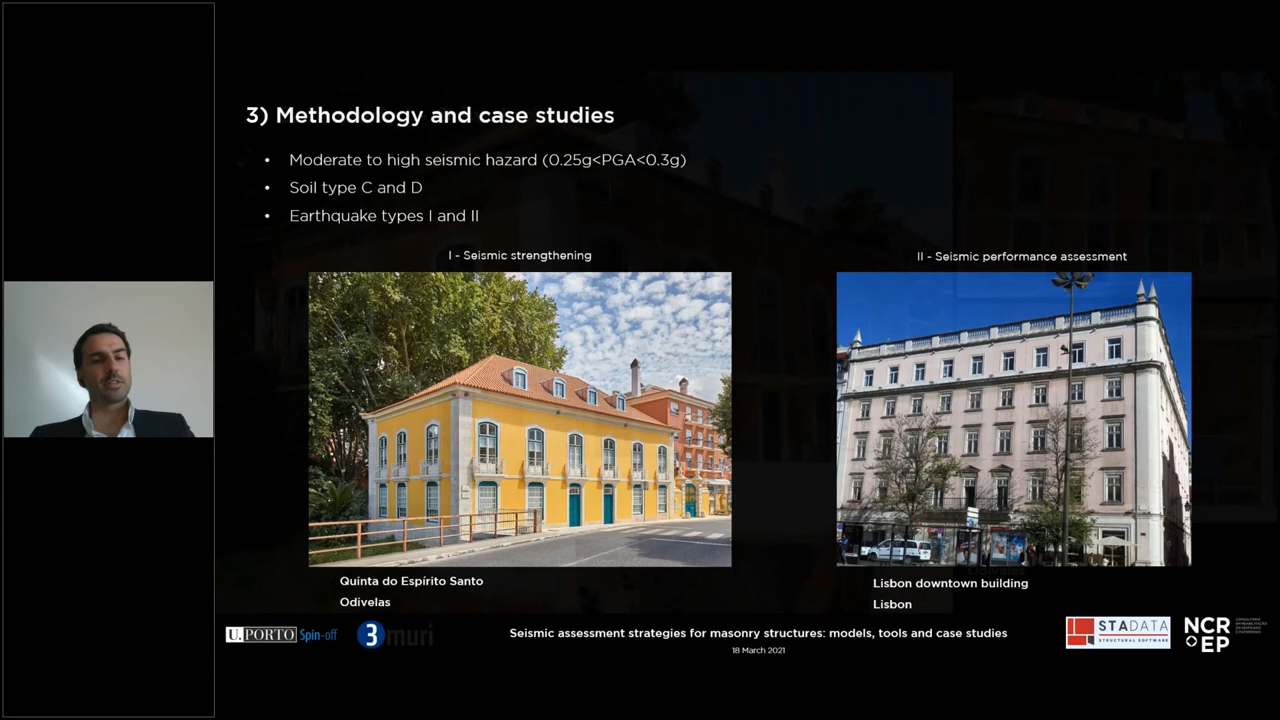 3) Methodology and case studies
• Moderate to high seismic hazard (0.25g<PGA<0.3g)
• Soil type C and D
• Earthquake types I and II
I - Seismic strengthening
II - Seismic performance assessment
Quinta do Espírito Santo
Odivelas
Lisbon downtown building
Lisbon
U.PORTO Spin-off
3muri
Seismic assessment strategies for masonry structures: models, tools and case studies
18 March 2021
STADATA
STRUCTURAL SOFTWARE
NCR
EP